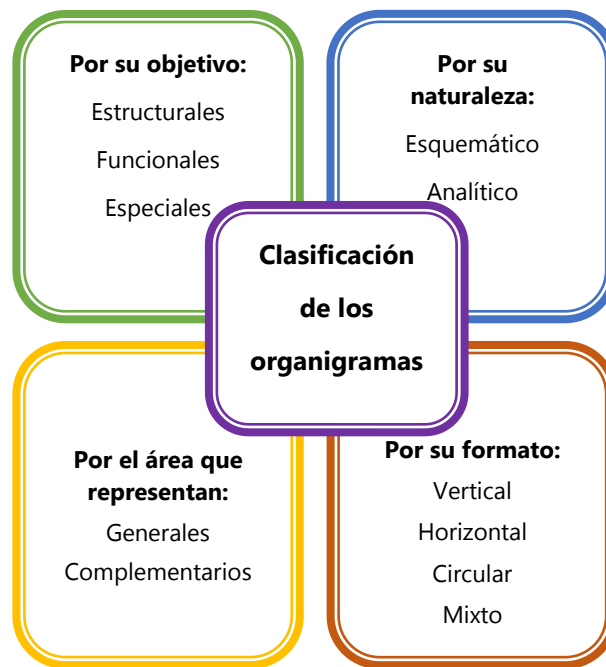 Por su objetivo:
Estructurales
Funcionales
Especiales
Por su
naturaleza:
Esquemático
Analítico
Clasificación
de los
organigramas
Por el área que
representan:
Generales
Complementarios
Por su formato:
Vertical
Horizontal
Circular
Mixto